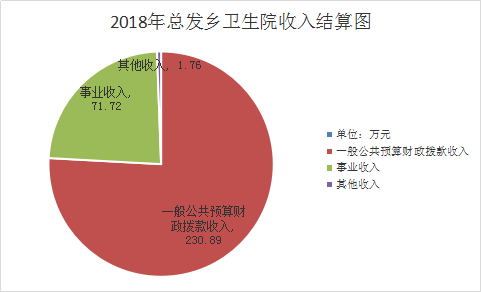 2018年总发乡卫生院收入结算图
其他收入, 1.76
事业收入,
71.72
一般公共预算财
政拨款收入,
230.89
单位：万元
一般公共预算财政拨款收入
事业收入
其他收入